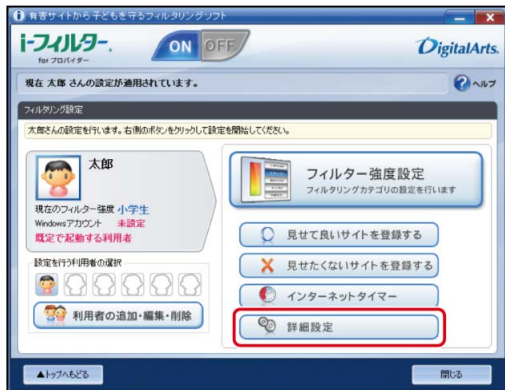 有害サイトから子どもを守るフィルタリングソフト
i-フィルター®
for プロバイダー
ON OFF
DigitalArts®
現在 太郎 さんの設定が適用されています。
ヘルプ
フィルタリング設定
太郎さんの設定を行います。右側のボタンをクリックして設定を開始してください。
太郎
現在のフィルター強度 小学生
Windowsアカウント 未設定
既定で起動する利用者
設定を行う利用者の選択
利用者の追加・編集・削除
フィルター強度設定
フィルタリングカテゴリの設定を行います
見せて良いサイトを登録する
見せたくないサイトを登録する
インターネットタイマー
詳細設定
▲トップへもどる
閉じる